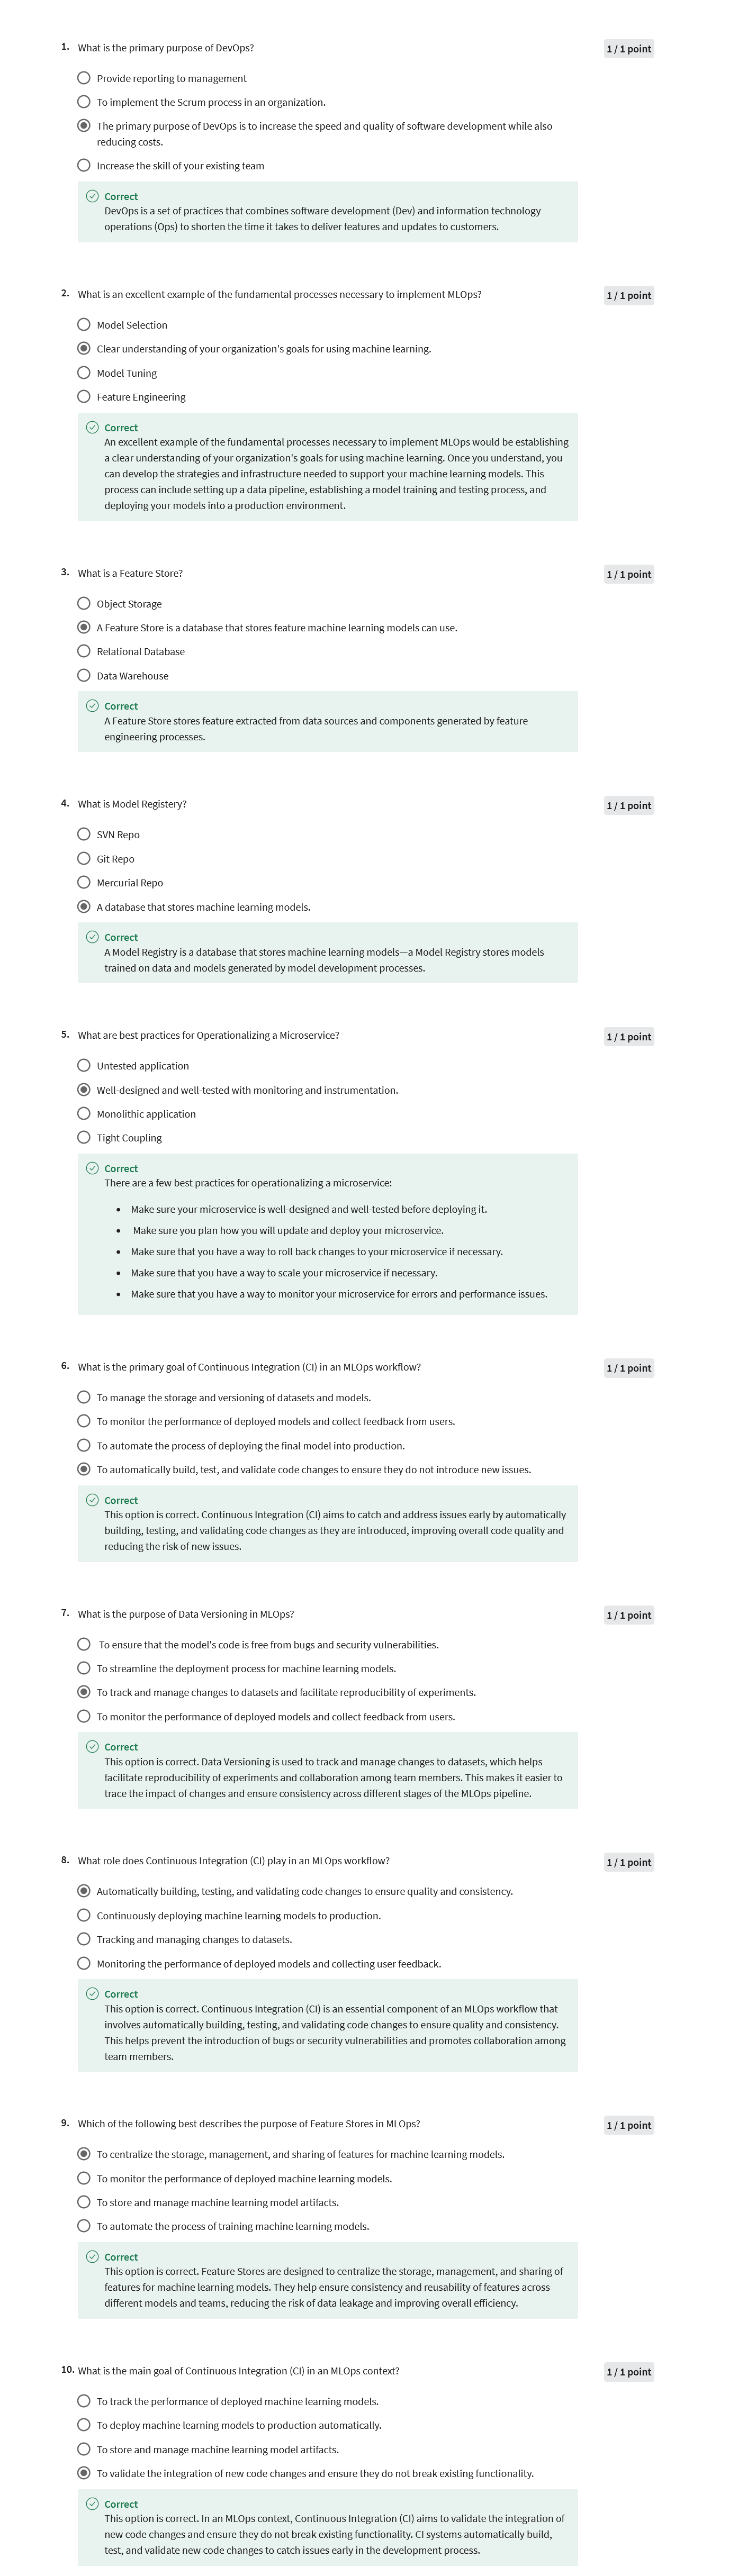 1. What is the primary purpose of DevOps?
1 / 1 point
Provide reporting to management
To implement the Scrum process in an organization.
The primary purpose of DevOps is to increase the speed and quality of software development while also
reducing costs.
Increase the skill of your existing team
Correct
DevOps is a set of practices that combines software development (Dev) and information technology
operations (Ops) to shorten the time it takes to deliver features and updates to customers.
2. What is an excellent example of the fundamental processes necessary to implement MLOps?
1 / 1 point
Model Selection
Clear understanding of your organization's goals for using machine learning.
Model Tuning
Feature Engineering
Correct
An excellent example of the fundamental processes necessary to implement MLOps would be establishing
a clear understanding of your organization's goals for using machine learning. Once you understand, you
can develop the strategies and infrastructure needed to support your machine learning models. This
process can include setting up a data pipeline, establishing a model training and testing process, and
deploying your models into a production environment.
3. What is a Feature Store?
1 / 1 point
Object Storage
A Feature Store is a database that stores feature machine learning models can use.
Relational Database
Data Warehouse
Correct
A Feature Store stores feature extracted from data sources and components generated by feature
engineering processes.
4. What is Model Registery?
1 / 1 point
SVN Repo
Git Repo
Mercurial Repo
A database that stores machine learning models.
Correct
A Model Registry is a database that stores machine learning models—a Model Registry stores models
trained on data and models generated by model development processes.
5. What are best practices for Operationalizing a Microservice?
1 / 1 point
Untested application
Well-designed and well-tested with monitoring and instrumentation.
Monolithic application
Tight Coupling
Correct
There are a few best practices for operationalizing a microservice:
• Make sure your microservice is well-designed and well-tested before deploying it.
• Make sure you plan how you will update and deploy your microservice.
• Make sure that you have a way to roll back changes to your microservice if necessary.
• Make sure that you have a way to scale your microservice if necessary.
• Make sure that you have a way to monitor your microservice for errors and performance issues.
6. What is the primary goal of Continuous Integration (CI) in an MLOps workflow?
1 / 1 point
To manage the storage and versioning of datasets and models.
To monitor the performance of deployed models and collect feedback from users.
To automate the process of deploying the final model into production.
To automatically build, test, and validate code changes to ensure they do not introduce new issues.
Correct
This option is correct. Continuous Integration (CI) aims to catch and address issues early by automatically
building, testing, and validating code changes as they are introduced, improving overall code quality and
reducing the risk of new issues.
7. What is the purpose of Data Versioning in MLOps?
1 / 1 point
To ensure that the model's code is free from bugs and security vulnerabilities.
To streamline the deployment process for machine learning models.
To track and manage changes to datasets and facilitate reproducibility of experiments.
To monitor the performance of deployed models and collect feedback from users.
Correct
This option is correct. Data Versioning is used to track and manage changes to datasets, which helps
facilitate reproducibility of experiments and collaboration among team members. This makes it easier to
trace the impact of changes and ensure consistency across different stages of the MLOps pipeline.
8. What role does Continuous Integration (CI) play in an MLOps workflow?
1 / 1 point
Automatically building, testing, and validating code changes to ensure quality and consistency.
Continuously deploying machine learning models to production.
Tracking and managing changes to datasets.
Monitoring the performance of deployed models and collecting user feedback.
Correct
This option is correct. Continuous Integration (CI) is an essential component of an MLOps workflow that
involves automatically building, testing, and validating code changes to ensure quality and consistency.
This helps prevent the introduction of bugs or security vulnerabilities and promotes collaboration among
team members.
9. Which of the following best describes the purpose of Feature Stores in MLOps?
1 / 1 point
To centralize the storage, management, and sharing of features for machine learning models.
To monitor the performance of deployed machine learning models.
To store and manage machine learning model artifacts.
To automate the process of training machine learning models.
Correct
This option is correct. Feature Stores are designed to centralize the storage, management, and sharing of
features for machine learning models. They help ensure consistency and reusability of features across
different models and teams, reducing the risk of data leakage and improving overall efficiency.
10. What is the main goal of Continuous Integration (CI) in an MLOps context?
1 / 1 point
To track the performance of deployed machine learning models.
To deploy machine learning models to production automatically.
To store and manage machine learning model artifacts.
To validate the integration of new code changes and ensure they do not break existing functionality.
Correct
This option is correct. In an MLOps context, Continuous Integration (CI) aims to validate the integration of
new code changes and ensure they do not break existing functionality. CI systems automatically build,
test, and validate new code changes to catch issues early in the development process.